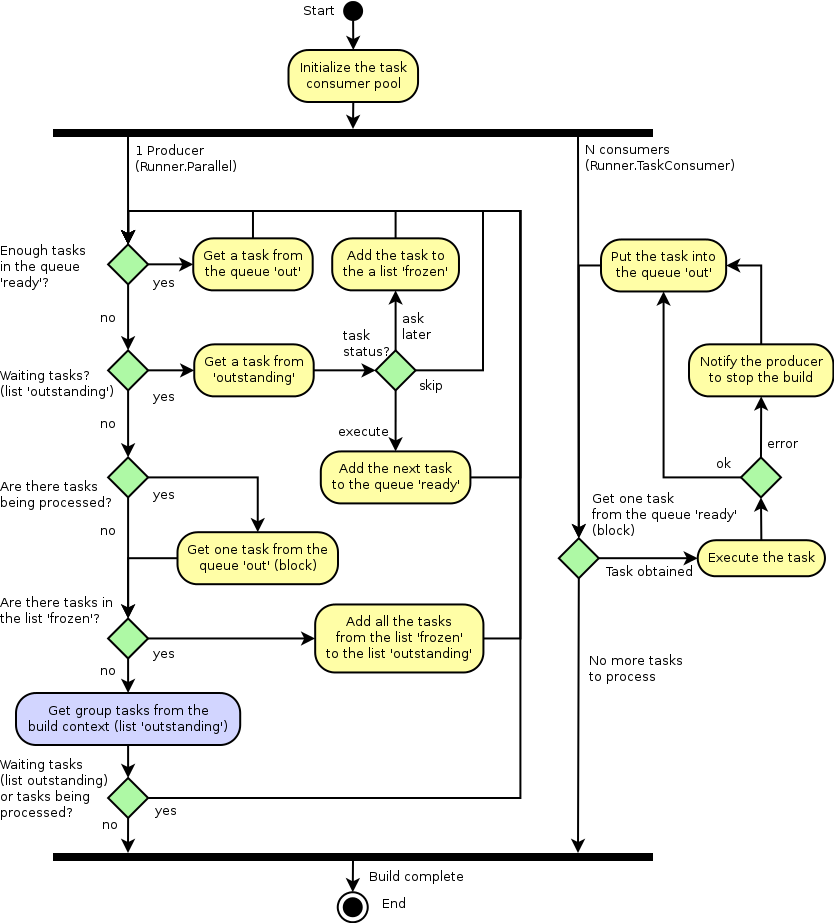 Start
Initialize the task
consumer pool
1 Producer
(Runner.Parallel)
N consumers
(Runner.TaskConsumer)
Enough tasks
in the queue
'ready'?
yes
no
Get a task from
the queue 'out'
Add the task to
the a list 'frozen'
Put the task into
the queue 'out'
ask
later
task
status?
Waiting tasks?
(list 'outstanding')
yes
no
Get a task from
'outstanding'
skip
execute
Notify the producer
to stop the build
error
ok
Add the next task
to the queue 'ready'
Are there tasks
being processed?
yes
no
Get one task from the
queue 'out' (block)
Get one task
from the queue 'ready'
(block)
Task obtained
Execute the task
Are there tasks in
the list 'frozen'?
yes
no
Add all the tasks
from the list 'frozen'
to the list 'outstanding'
No more tasks
to process
Get group tasks from the
build context (list 'outstanding')
Waiting tasks
(list outstanding)
or tasks being
processed?
yes
no
Build complete
End